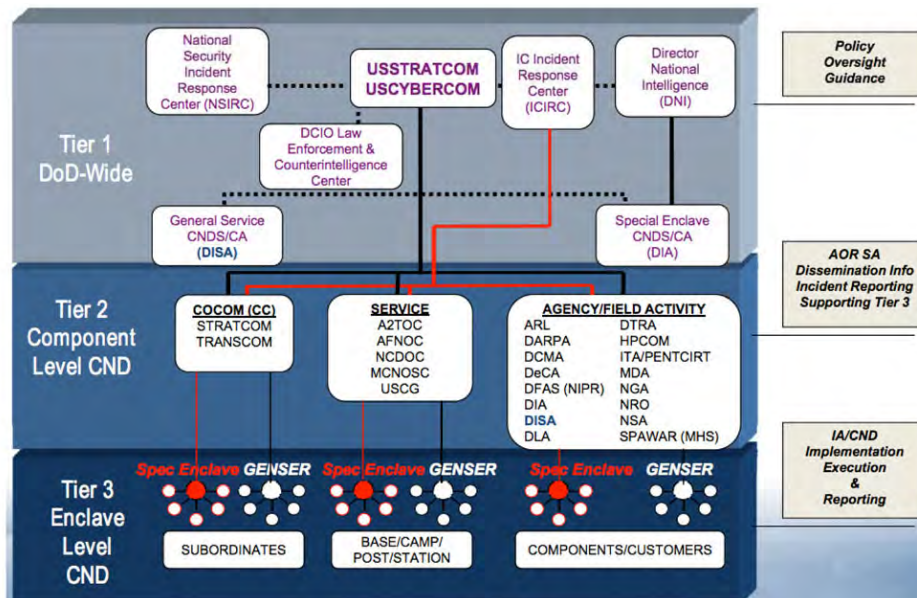 National
Security
Incident
Response
Center (NSIRC)
USSTRATCOM
USCYBERCOM
IC Incident
Response
Center
(ICIRC)
Director
National
Intelligence
(DNI)
Policy
Oversight
Guidance
Tier 1
DoD-Wide
DCIO Law
Enforcement &
Counterintelligence
Center
General Service
CNDS/CA
(DISA)
Special Enclave
CNDS/CA
(DIA)
AOR SA
Dissemination Info
Incident Reporting
Supporting Tier 3
Tier 2
Component
Level CND
COCOM (CC)
STRATCOM
TRANSCOM
SERVICE
A2TOC
AFNOC
NCDOC
MCNOSC
USCG
AGENCY/FIELD ACTIVITY
ARL
DARPA
DCMA
DeCA
DFAS (NIPR)
DIA
DISA
DLA
DTRA
HPCOM
ITA/PENTCIRT
MDA
NGA
NRO
NSA
SPAWAR (MHS)
IA/CND
Implementation
Execution
&
Reporting
Tier 3
Enclave
Level
CND
Spec Enclave GENSER
Spec Enclave GENSER
Spec Enclave GENSER
SUBORDINATES
BASE/CAMP/
POST/STATION
COMPONENTS/CUSTOMERS